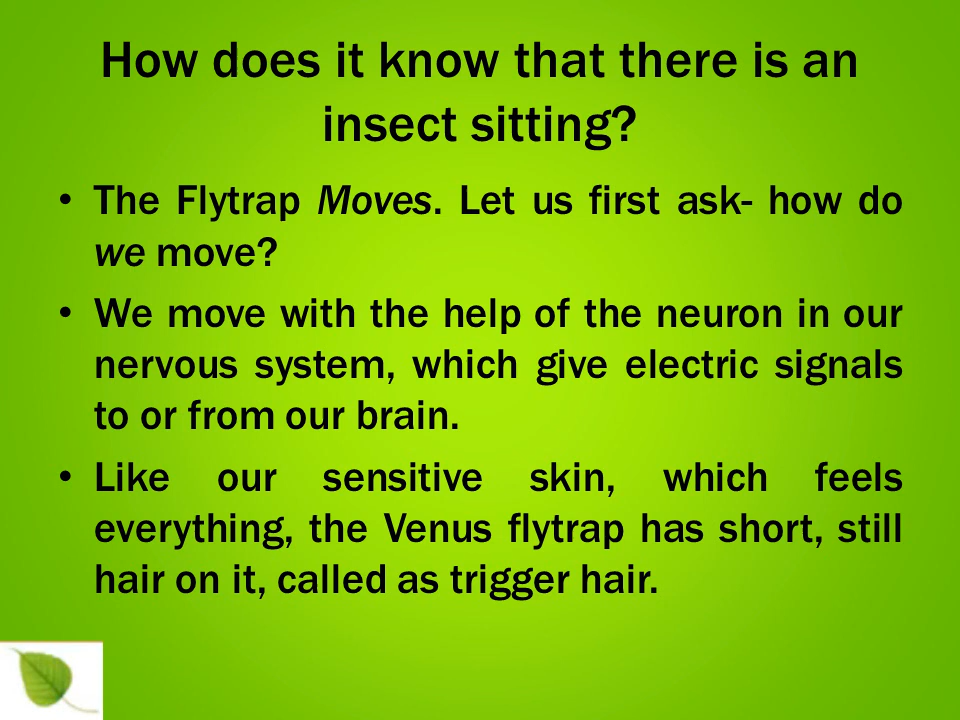 How does it know that there is an
insect sitting?
• The Flytrap Moves. Let us first ask- how do
we move?
• We move with the help of the neuron in our
nervous system, which give electric signals
to or from our brain.
• Like our sensitive skin, which feels
everything, the Venus flytrap has short, still
hair on it, called as trigger hair.